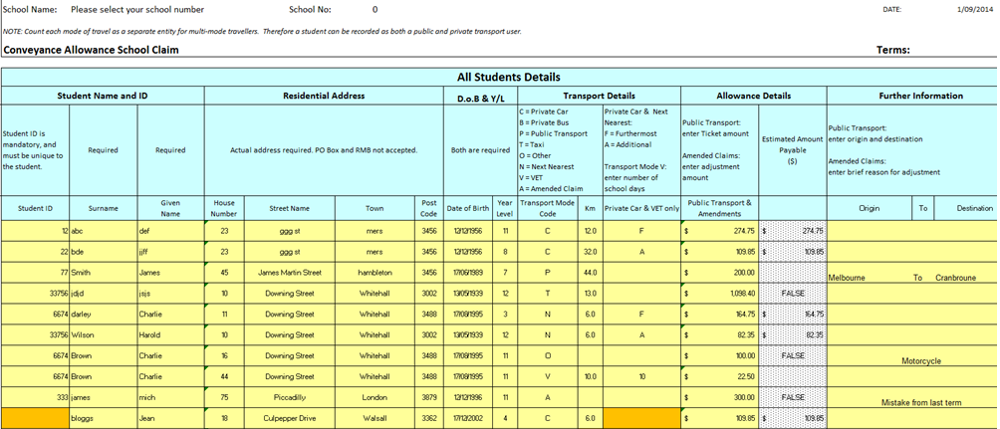 School Name: Please select your school number School No: 0 DATE: 1/09/2014
NOTE: Count each mode of travel as a separate entity for multi-mode travellers. Therefore a student can be recorded as both a public and private transport user.
Conveyance Allowance School Claim Terms:
All Students Details
Student Name and ID Residential Address D.o.B & Y/L Transport Details Allowance Details Further Information
Student ID is
mandatory, and
must be unique to
the student.
Required
Required
Actual address required. PO Box and RMB not accepted.
Both are required
C = Private Car
B = Private Bus
P = Public Transport
T = Taxi
O = Other
N = Next Nearest
V = VET
A = Amended Claim
Private Car & Next
Nearest:
F = Furthermost
A = Additional
Transport Mode V:
enter number of
school days
Public Transport:
enter Ticket amount
Amended Claims:
enter adjustment
amount
Estimated Amount
Payable
($)
Public Transport:
enter origin and destination
Amended Claims:
enter brief reason for adjustment
Student ID Surname Given Name House Number Street Name Town Post Code Date of Birth Year Level Transport Mode Code Km Private Car & VET only Public Transport & Amendments Origin To Destination
12 abc def 23 ggg st mers 3456 12/12/1956 11 C 12.0 F $ 274.75 $ 274.75
22 bde jjff 23 ggg st mers 3456 12/12/1956 8 C 32.0 A $ 109.85 $ 109.85
77 Smith James 45 James Martin Street hambleton 3456 17/06/1989 7 P 44.0 $ 200.00 Melbourne To Cranbroune
33756 jdjd jsjs 10 Downing Street Whitehall 3002 13/05/1939 12 T 13.0 $ 1,098.40 FALSE
6674 darley Charlie 11 Downing Street Whitehall 3488 17/08/1995 3 N 6.0 F $ 164.75 $ 164.75
33756 Wilson Harold 10 Downing Street Whitehall 3002 13/05/1939 12 N 6.0 A $ 82.35 $ 82.35
6674 Brown Charlie 16 Downing Street Whitehall 3488 17/08/1995 11 O $ 100.00 FALSE Motorcycle
6674 Brown Charlie 44 Downing Street Whitehall 3488 17/08/1995 11 V 10.0 10 $ 22.50
333 james mich 75 Piccadilly London 3879 12/12/1996 11 A $ 300.00 FALSE Mistake from last term
bloggs Jean 18 Culpepper Drive Walsall 3362 17/12/2002 4 C 6.0 $ 109.85 $ 109.85